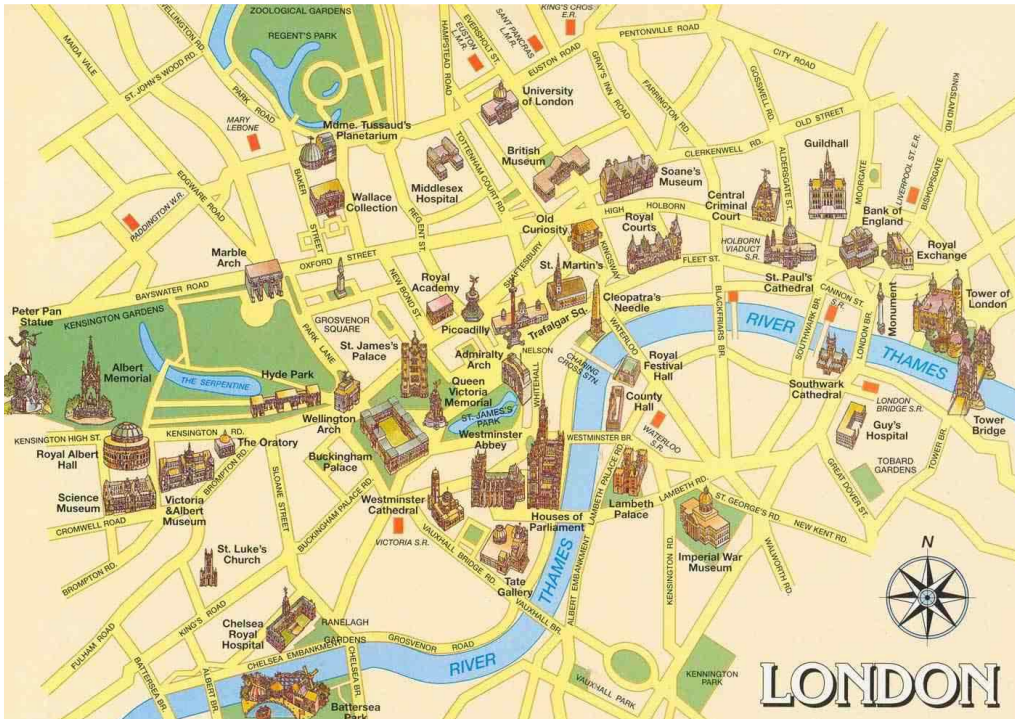 ZOOLOGICAL GARDENS
REGENT'S PARK
WELLINGTON RD.
MAIDA VALE
ST. JOHN'S WOOD RD.
PARK ROAD
HAMPSTEAD ROAD
EVERSHOLT ST.
EUSTON
L.M.R.
SANT PANCRAS
L.M.R.
KING'S CROS
E.R.
PENTONVILLE ROAD
EUSTON ROAD
GRAY'S INN ROAD
CITY ROAD
FARRINGTON RD.
GOSSWELL RD.
OLD STREET
KINGSLAND RD.
MARY
LEBONE
Mdme. Tussaud's
Planetarium
University
of London
British
Museum
TOTTENHAM COURT RD.
Middlesex
Hospital
CLERKENWELL RD.
Soane's
Museum
ALDERSGATE ST.
Guildhall
MOORGATE
LIVERPOOL ST. E.R.
BISHOPSGATE
EDGWARE ROAD
PADDINGTON W.R.
BAKER
STREET
Wallace
Collection
REGENT ST.
Old
Curiosity
HIGH HOLBORN
Royal
Courts
Central
Criminal
Court
HOLBORN
VIADUCT
S.R.
Bank of
England
Royal
Exchange
Marble
Arch
OXFORD STREET
NEW BOND ST.
SHAFTESBURY
KINGSWAY
FLEET ST.
St. Martin's
St. Paul's
Cathedral
BAYSWATER ROAD
KENSINGTON GARDENS
Peter Pan
Statue
Royal
Academy
GROSVENOR
SQUARE
Piccadilly
Trafalgar Sq.
Cleopatra's
Needle
WATERLOO
BLACKFRIARS BR.
RIVER
CANNON ST.
S.R.
SOUTHWARK BR.
LONDON BR.
Monument
Tower of
London
THAMES
PARK LANE
St. James's
Palace
Admiralty
Arch
NELSON
WHITEHALL
CHARING
CROSS STN.
Royal
Festival
Hall
Albert
Memorial
THE SERPENTINE
Hyde Park
Queen
Victoria
Memorial
ST. JAMES'S
PARK
County
Hall
Southwark
Cathedral
LONDON
BRIDGE S.R.
Tower
Bridge
Wellington
Arch
Westminster
Abbey
WESTMINSTER BR.
WATERLOO
S.R.
Guy's
Hospital
KENSINGTON HIGH ST.
KENSINGTON RD.
Royal Albert
Hall
The Oratory
BROMPTON RD.
Buckingham
Palace
LAMBETH PALACE RD.
TOBARD
GARDENS
TOWER BR.
GREAT DOVER ST.
Science
Museum
Victoria
&Albert
Museum
SLOANE STREET
BUCKINGHAM PALACE RD.
Westminster
Cathedral
Houses of
Parliament
Lambeth
Palace
LAMBETH RD.
ST. GEORGE'S RD.
NEW KENT RD.
CROMWELL ROAD
VICTORIA S.R.
VAUXHALL BRIDGE RD.
Imperial War
Museum
WALWORTH RD.
St. Luke's
Church
BROMPTON RD.
Tate
Gallery
THAMES
ALBERT EMBANKMENT
KENSINGTON RD.
N
KING'S ROAD
FULHAM ROAD
Chelsea
Royal
Hospital
RANELAGH
GARDENS
GROSVENOR ROAD
VAUXHALL BR.
CHELSEA EMBANKMENT
RIVER
BATTERSEA BR.
ALBERT BR.
CHELSEA BR.
Battersea
Park
VAUXHALL PARK
KENNINGTON
PARK
LONDON